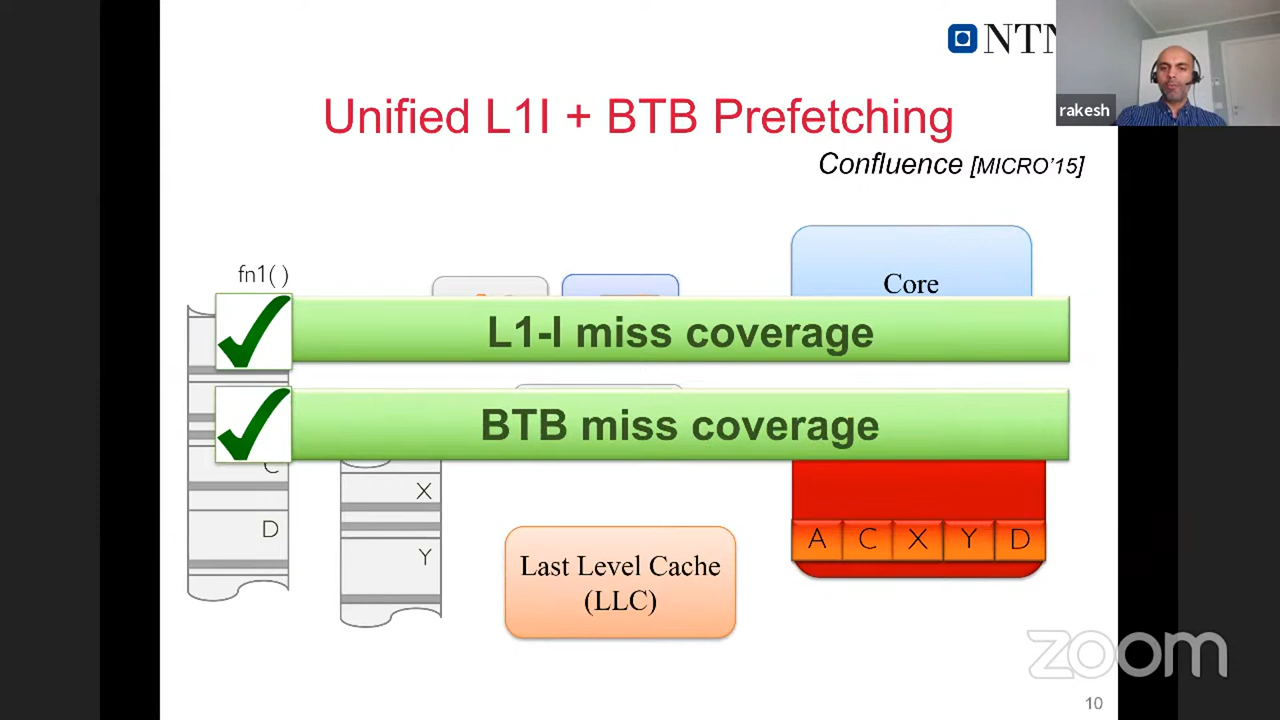 NTN
rakesh
Unified L1I + BTB Prefetching
Confluence [MICRO'15]
fn1( )
Core
L1-I miss coverage
BTB miss coverage
C
X
D
Y
A C X Y D
Last Level Cache
(LLC)
zoom
10